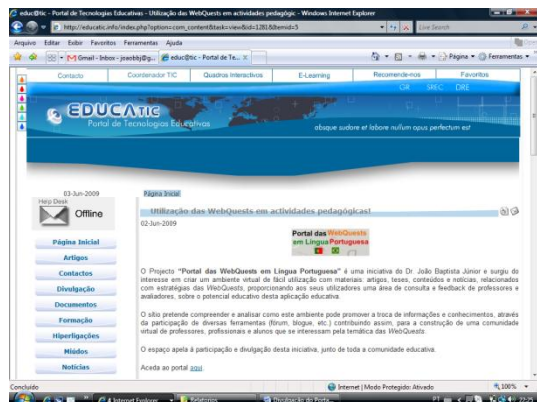 educ@tic - Portal de Tecnologias Educativas - Utilização das WebQuests em actividades pedagógic - Windows Internet Explorer
http://educatic.info/index.php?option=com_content&task=view&id=1281&Itemid=3
Live Search
Arquivo Editar Exibir Favoritos Ferramentas Ajuda
Gmail - Inbox - joaobbj@g...
educ@tic - Portal de Te...
Página
Ferramentas
Contacto
Coordenador TIC
Quadros Interactivos
E-Learning
Recomende-nos
Favoritos
GR SREC DRE
EDUCATIC
Portal de Tecnologias Educativas
absque sudore et labore nullum opus perfectum est
03-Jun-2009
Página Inicial
Help Desk
Offline
Utilização das WebQuests em actividades pedagógicas!
02-Jun-2009
Portal das WebQuests
em Língua Portuguesa
Página Inicial
Artigos
Contactos
Divulgação
Documentos
Formação
Hiperligações
Miúdos
Notícias
O Projecto "Portal das WebQuests em Língua Portuguesa" é uma iniciativa do Dr. João Baptista Júnior e surgiu do
interesse em criar um ambiente virtual de fácil utilização com materiais: artigos, teses, conteúdos e notícias, relacionados
com estratégias das WebQuests, proporcionando aos seus utilizadores uma área de consulta e feedback de professores e
avaliadores, sobre o potencial educativo desta aplicação educativa.
O sítio pretende compreender e analisar como este ambiente pode promover a troca de informações e conhecimentos, através
da participação de diversas ferramentas (fórum, blogue, etc.) contribuindo assim, para a construção de uma comunidade
virtual de professores, profissionais e alunos que se interessam pela temática das WebQuests.
O espaço apela à participação e divulgação desta iniciativa, junto de toda a comunidade educativa.
Aceda ao portal aqui
Concluído
Internet | Modo Protegido: Ativado
100%
4 Internet Explorer
Relatorios
Divulgação do Porta...
PT
22:25